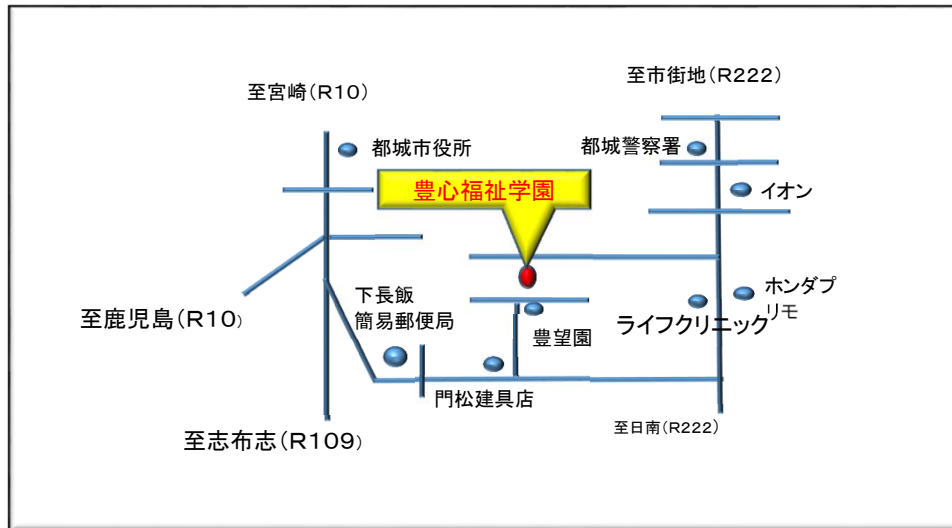 至市街地(R222)
至宮崎(R10)
都城市役所
都城警察署
豊心福祉学園
イオン
下長飯
簡易郵便局
ホンダプ
リモ
至鹿児島(R10)
ライフクリニック
豊望園
門松建具店
至日南(R222)
至志布志(R109)